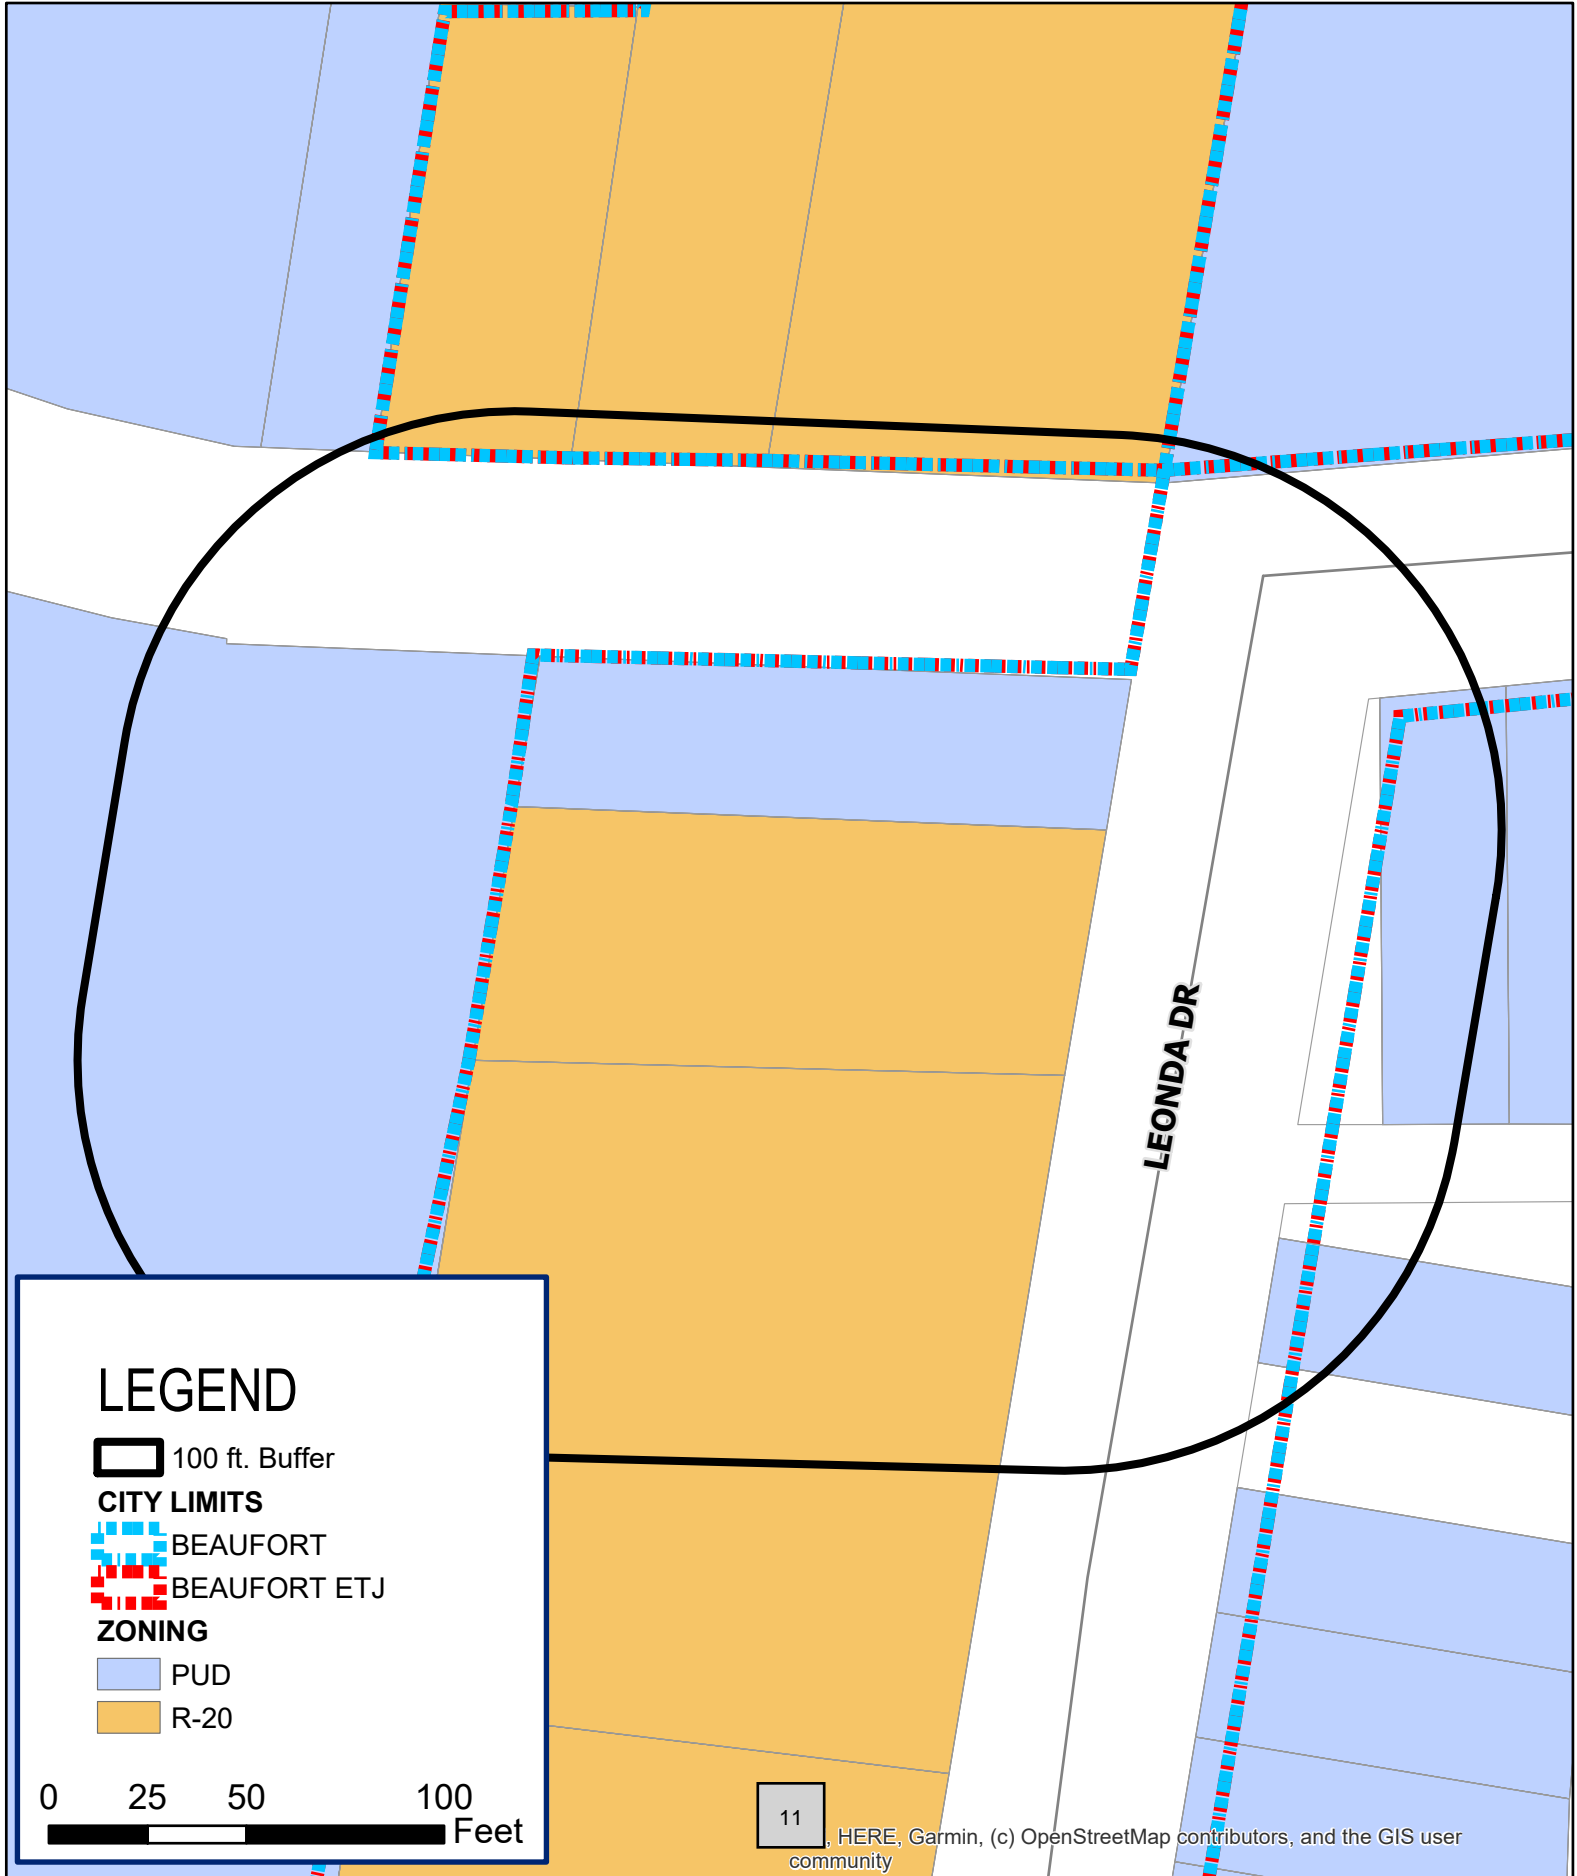 LEONDA DR
LEGEND
100 ft. Buffer
CITY LIMITS
BEAUFORT
BEAUFORT ETJ
ZONING
PUD
R-20
0 25 50 100
Feet
11
, HERE, Garmin, (c) OpenStreetMap contributors, and the GIS user
community